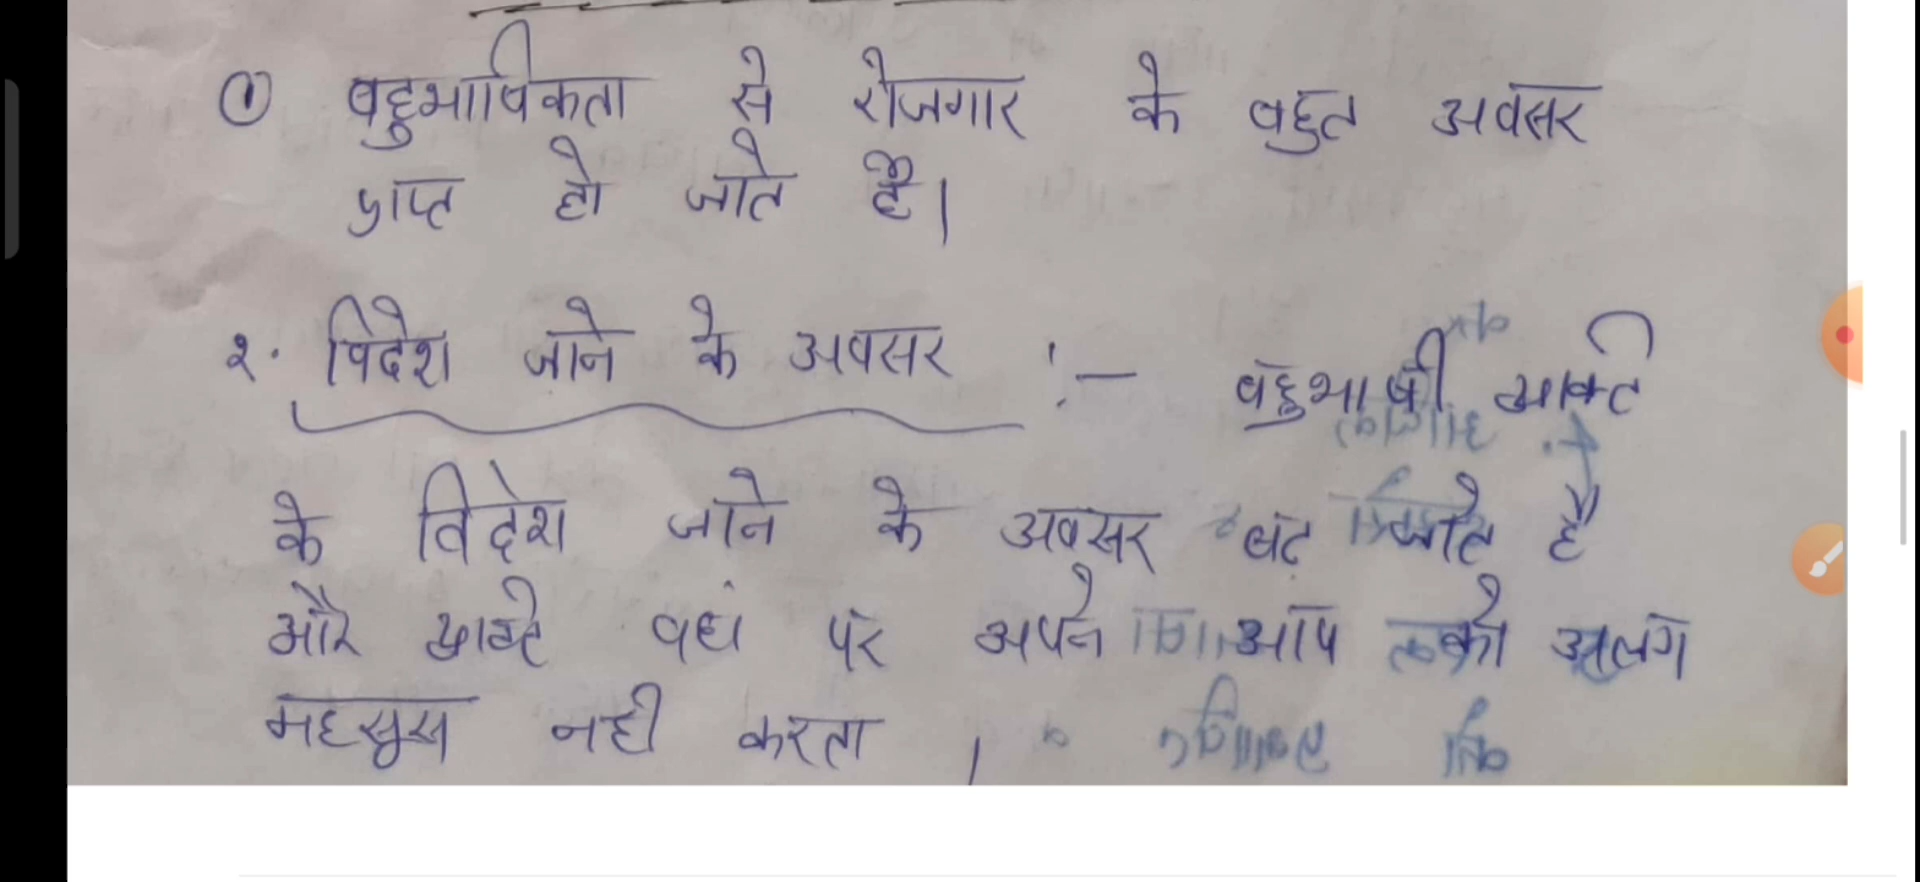 ① बहुभाषिकता से रोजगार के बहुत अवसर
प्राप्त हो जाते है।
२. विदेश जाने के अवसर :— बहुभाषी व्यक्ति
के विदेश जाने के अवसर बढ़ जाते है
और व्यक्ति वहां पर अपने आप को अलग
महसूस नही करता ।